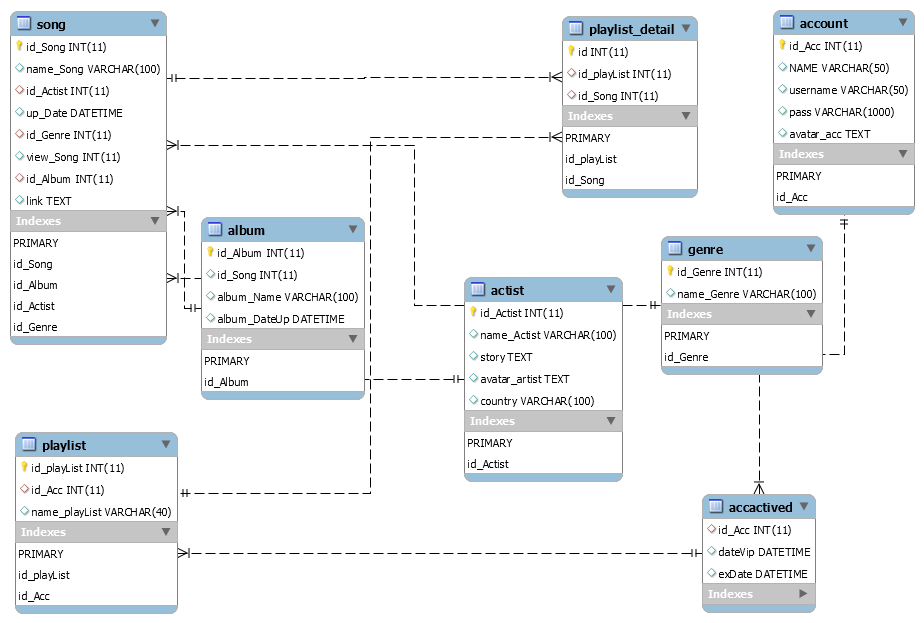 song
id_Song INT(11)
name_Song VARCHAR(100)
id_Actist INT(11)
up_Date DATETIME
id_Genre INT(11)
view_Song INT(11)
id_Album INT(11)
link TEXT
Indexes
PRIMARY
id_Song
id_Album
id_Actist
id_Genre
album
id_Album INT(11)
id_Song INT(11)
album_Name VARCHAR(100)
album_DateUp DATETIME
Indexes
PRIMARY
id_Album
playlist
id_playList INT(11)
id_Acc INT(11)
name_playList VARCHAR(40)
Indexes
PRIMARY
id_playList
id_Acc
playlist_detail
id INT(11)
id_playList INT(11)
id_Song INT(11)
Indexes
PRIMARY
id_playList
id_Song
account
id_Acc INT(11)
NAME VARCHAR(50)
username VARCHAR(50)
pass VARCHAR(1000)
avatar_acc TEXT
Indexes
PRIMARY
id_Acc
actist
id_Actist INT(11)
name_Actist VARCHAR(100)
story TEXT
avatar_artist TEXT
country VARCHAR(100)
Indexes
PRIMARY
id_Actist
genre
id_Genre INT(11)
name_Genre VARCHAR(100)
Indexes
PRIMARY
id_Genre
accactived
id_Acc INT(11)
dateVip DATETIME
exDate DATETIME
Indexes